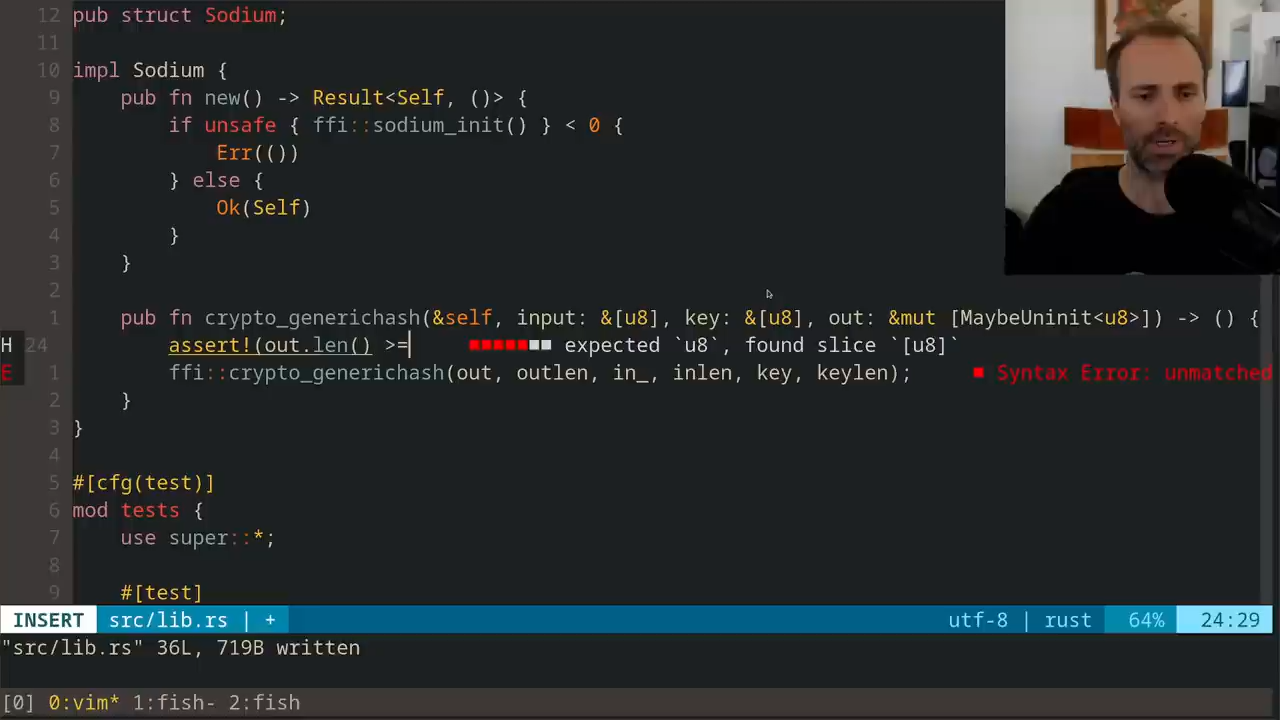 12 pub struct Sodium;
11
10 impl Sodium {
9 pub fn new() -> Result<Self, ()> {
8 if unsafe { ffi::sodium_init() } < 0 {
7 Err(())
6 } else {
5 Ok(Self)
4 }
3 }
2
1 pub fn crypto_generichash(&self, input: &[u8], key: &[u8], out: &mut [MaybeUninit<u8>]) -> () {
H 24 assert!(out.len() >= ■■■■■■■ expected `u8`, found slice `[u8]`
E 1 ffi::crypto_generichash(out, outlen, in_, inlen, key, keylen); ■ Syntax Error: unmatched
2 }
3 }
4
5 #[cfg(test)]
6 mod tests {
7 use super::*;
8
9 #[test]
INSERT src/lib.rs | + utf-8 | rust 64% 24:29
"src/lib.rs" 36L, 719B written
[0] 0:vim* 1:fish- 2:fish